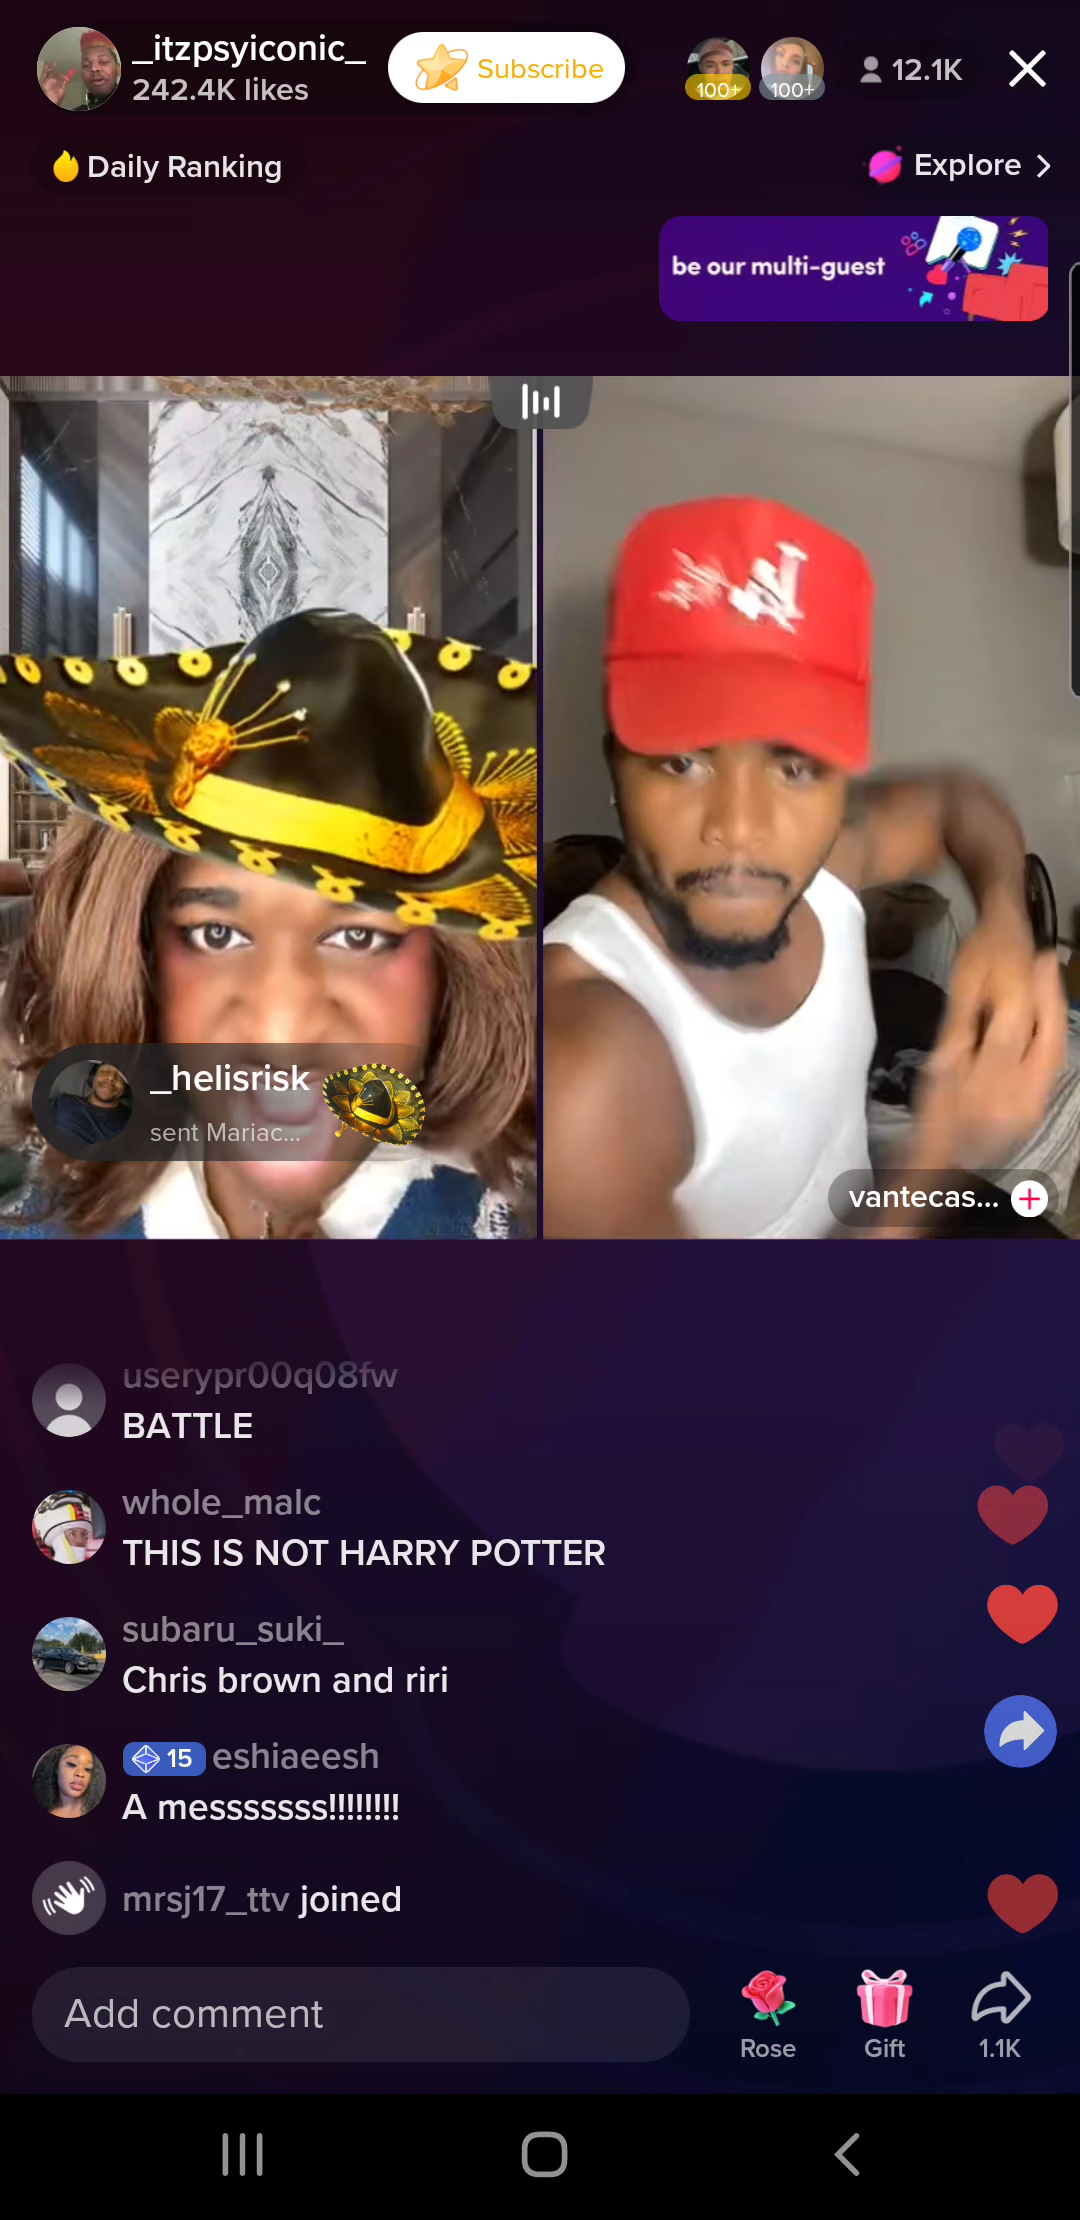 _itzpsyiconic_
242.4K likes
Subscribe
100+
100+
12.1K
Daily Ranking
Explore
be our multi-guest
_helisrisk
sent Mariac...
vantecas...
userypr00q08fw
BATTLE
whole_malc
THIS IS NOT HARRY POTTER
subaru_suki_
Chris brown and riri
15 eshiaeesh
A messsssss!!!!!!!!
mrsj17_ttv joined
Add comment
Rose
Gift
1.1K